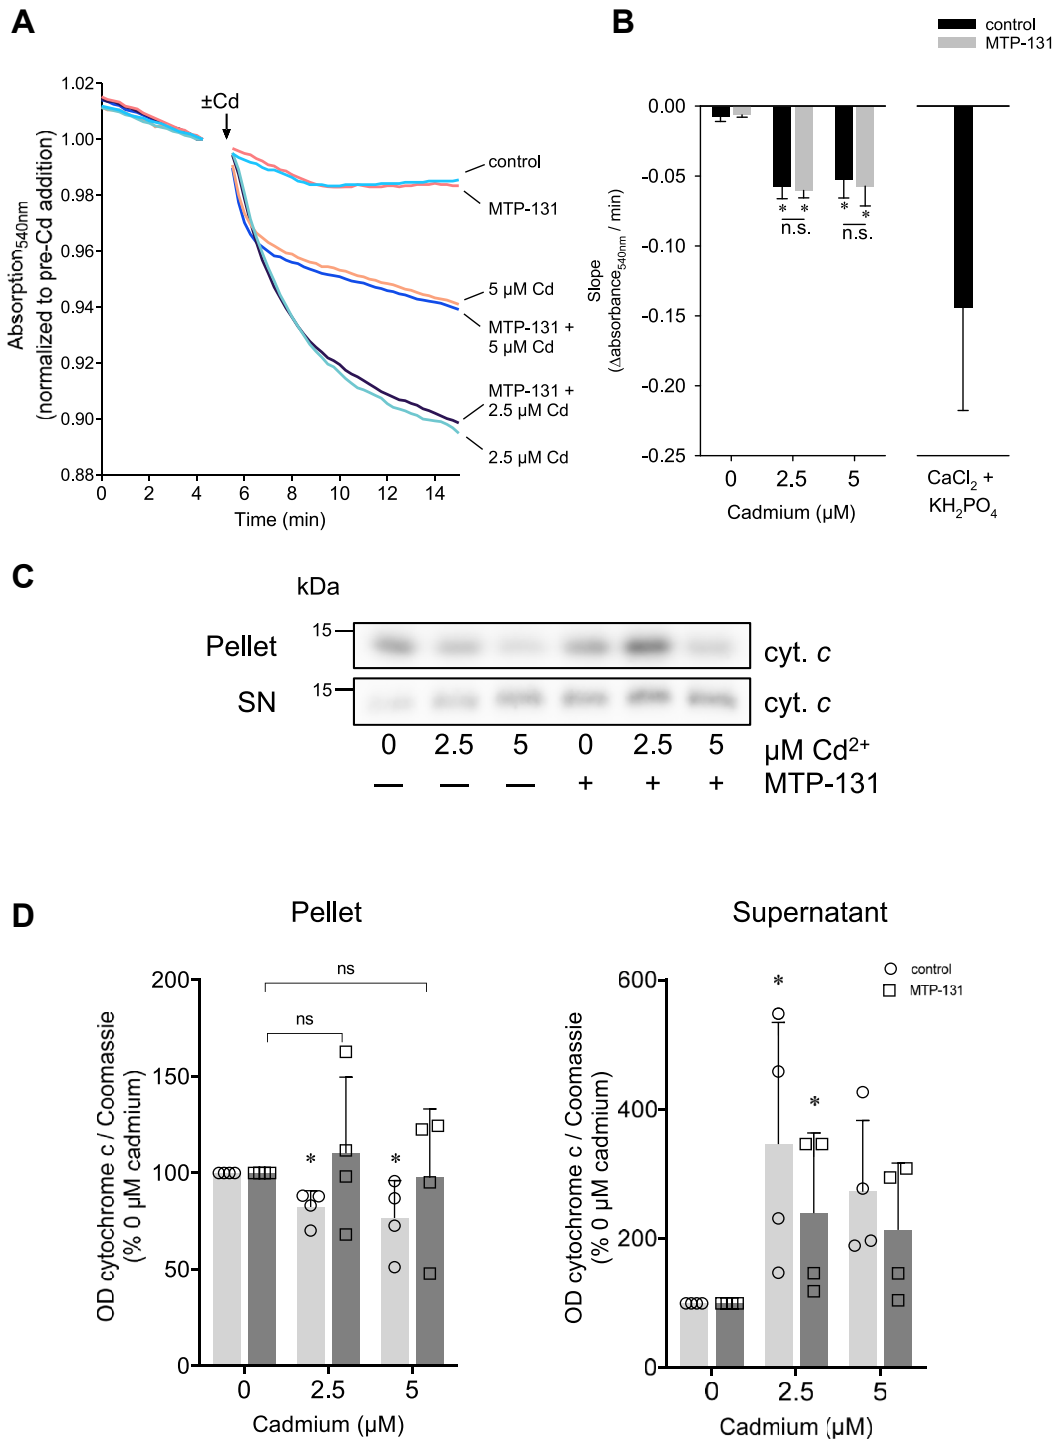 A
Absorption540nm
(normalized to pre-Cd addition)
1.02
1.00
0.98
0.96
0.94
0.92
0.90
0.88
±Cd
control
MTP-131
5 µM Cd
MTP-131 +
5 µM Cd
MTP-131 +
2.5 µM Cd
2.5 µM Cd
0 2 4 6 8 10 12 14
Time (min)
B
control
MTP-131
Slope
(Δabsorbance540nm / min)
0.00
-0.05
-0.10
-0.15
-0.20
-0.25
* * * *
n.s. n.s.
0 2.5 5
Cadmium (µM)
CaCl2 +
KH2PO4
C
kDa
Pellet 15 cyt. c
SN 15 cyt. c
0 2.5 5 0 2.5 5 µM Cd2+
— — — + + + MTP-131
D
Pellet
OD cytochrome c / Coomassie
(% 0 µM cadmium)
200
150
100
50
0
ns
ns
* *
0 2.5 5
Cadmium (µM)
Supernatant
control
MTP-131
OD cytochrome c / Coomassie
(% 0 µM cadmium)
600
400
200
0
* *
0 2.5 5
Cadmium (µM)